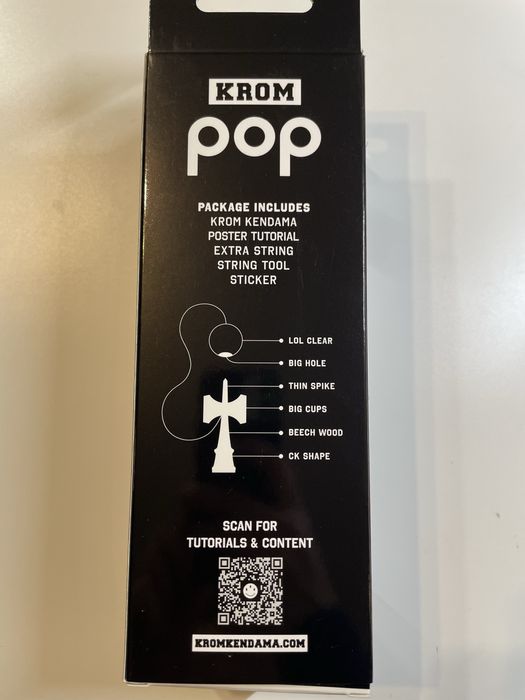 KROM
pop
PACKAGE INCLUDES
KROM KENDAMA
POSTER TUTORIAL
EXTRA STRING
STRING TOOL
STICKER
LOL CLEAR
BIG HOLE
THIN SPIKE
BIG CUPS
BEECH WOOD
CK SHAPE
SCAN FOR
TUTORIALS & CONTENT
KROMKENDAMA.COM